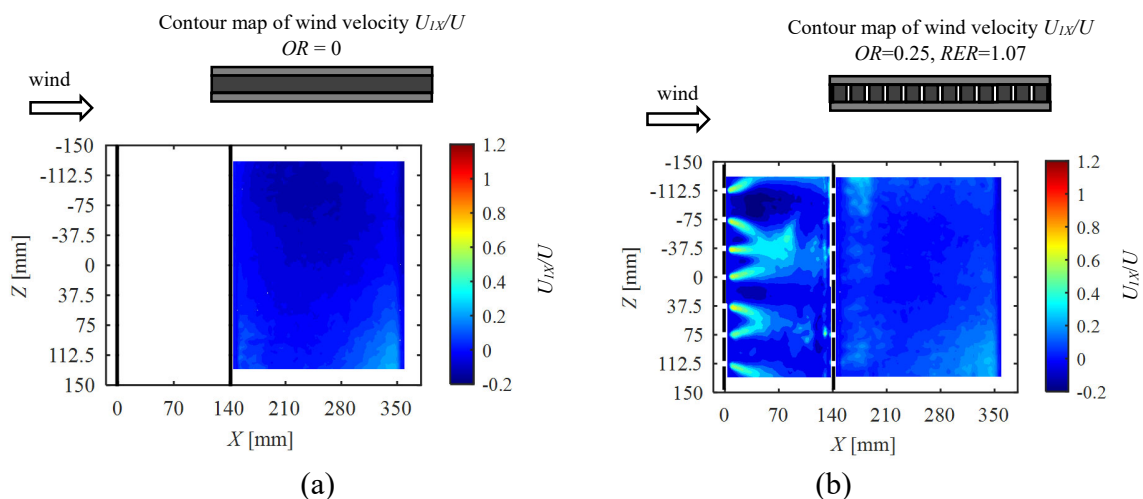 Contour map of wind velocity U1X/U
OR = 0
wind
-150
-112.5
-75
-37.5
0
37.5
75
112.5
150
Z [mm]
0 70 140 210 280 350
X [mm]
1.2
1
0.8
0.6
0.4
0.2
0
-0.2
U1X/U
(a)
Contour map of wind velocity U1X/U
OR=0.25, RER=1.07
wind
-150
-112.5
-75
-37.5
0
37.5
75
112.5
150
Z [mm]
0 70 140 210 280 350
X [mm]
1.2
1
0.8
0.6
0.4
0.2
0
-0.2
U1X/U
(b)